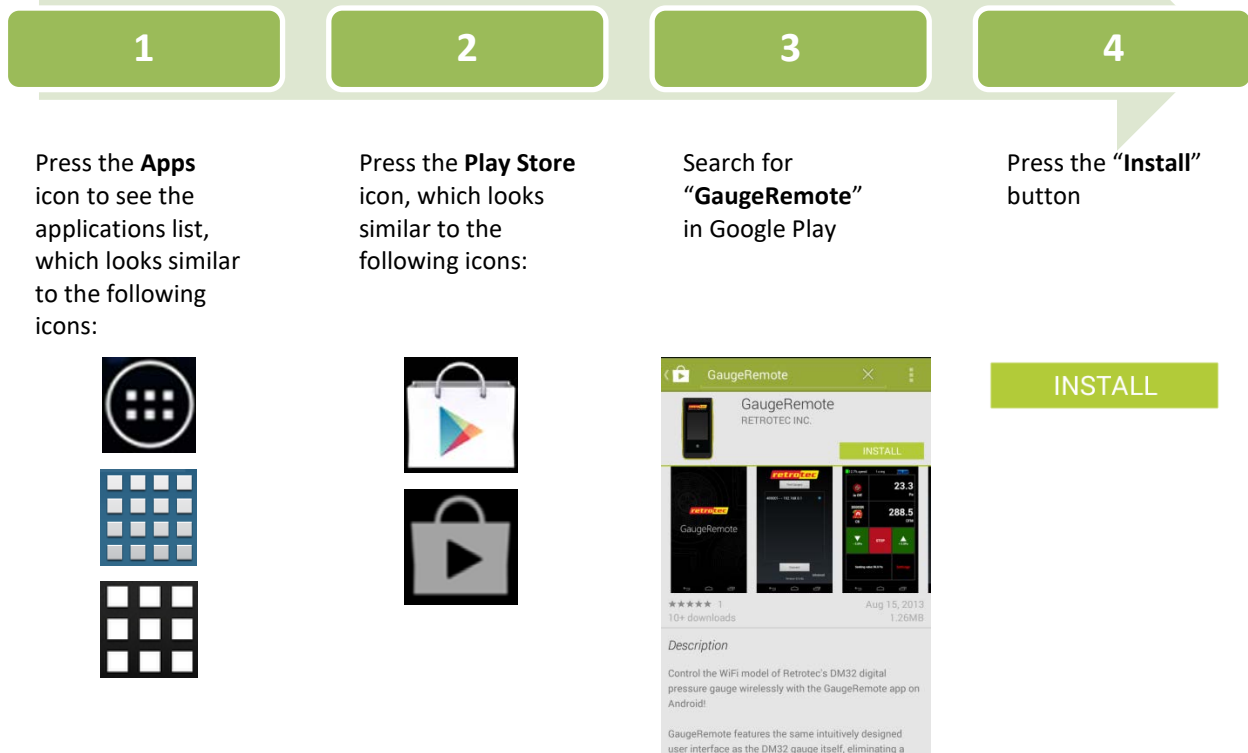 1
2
3
4
Press the Apps
icon to see the
applications list,
which looks similar
to the following
icons:
Press the Play Store
icon, which looks
similar to the
following icons:
Search for
“GaugeRemote”
in Google Play
Press the “Install”
button
GaugeRemote
GaugeRemote
RETROTEC INC.
INSTALL
retrotec
GaugeRemote
retrotec
23.3
288.5
STOP
★★★★★ 1
Aug 15, 2013
10+ downloads
1.26MB
Description
Control the WiFi model of Retrotec's DM32 digital
pressure gauge wirelessly with the GaugeRemote app on
Android!
GaugeRemote features the same intuitively designed
user interface as the DM32 gauge itself, eliminating a
INSTALL